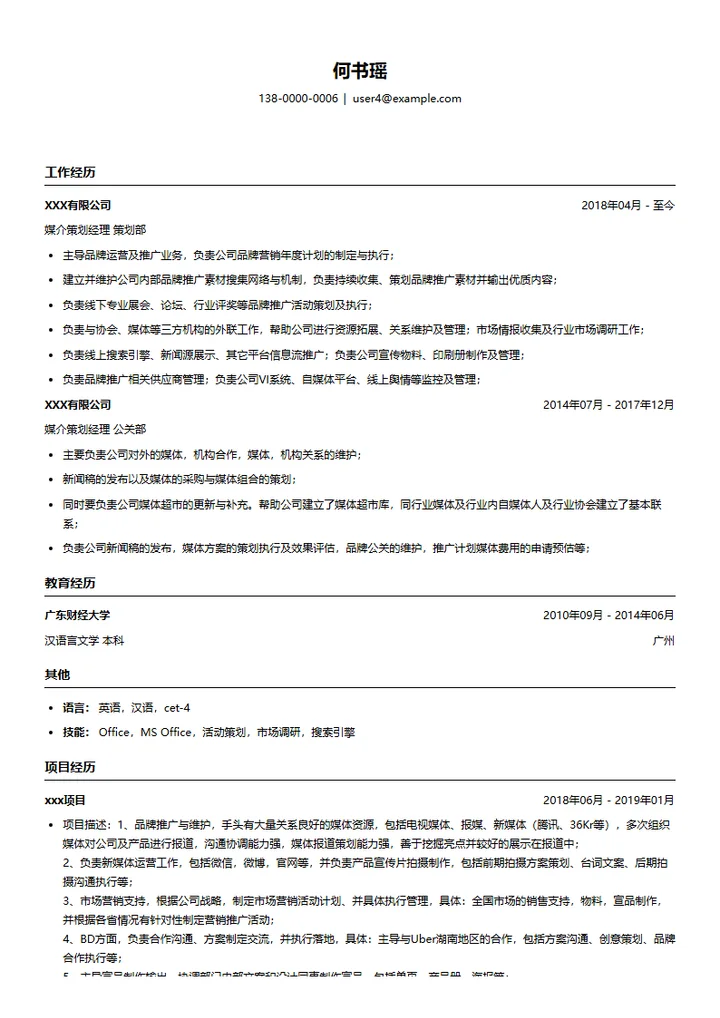 何书瑶
138-0000-0006 | user4@example.com
工作经历
XXX有限公司 2018年04月 - 至今
媒介策划经理 策划部
• 主导品牌运营及推广业务，负责公司品牌营销年度计划的制定与执行；
• 建立并维护公司内部品牌推广素材搜集网络与机制，负责持续收集、策划品牌推广素材并输出优质内容；
• 负责线下专业展会、论坛、行业评奖等品牌推广活动策划及执行；
• 负责与协会、媒体等三方机构的外联工作，帮助公司进行资源拓展、关系维护及管理；市场情报收集及行业市场调研工作；
• 负责线上搜索引擎、新闻源展示、其它平台信息流推广；负责公司宣传物料、印刷册制作及管理；
• 负责品牌推广相关供应商管理；负责公司VI系统、自媒体平台、线上舆情等监控及管理；
XXX有限公司 2014年07月 - 2017年12月
媒介策划经理 公关部
• 主要负责公司对外的媒体，机构合作，媒体，机构关系的维护；
• 新闻稿的发布以及媒体的采购与媒体组合的策划；
• 同时要负责公司媒体超市的更新与补充。帮助公司建立了媒体超市库，同行业媒体及行业内自媒体人及行业协会建立了基本联
系；
• 负责公司新闻稿的发布，媒体方案的策划执行及效果评估，品牌公关的维护，推广计划媒体费用的申请预估等；
教育经历
广东财经大学 2010年09月 - 2014年06月
汉语言文学 本科 广州
其他
• 语言： 英语，汉语，cet-4
• 技能： Office，MS Office，活动策划，市场调研，搜索引擎
项目经历
xxx项目 2018年06月 - 2019年01月
• 项目描述：1、品牌推广与维护，手头有大量关系良好的媒体资源，包括电视媒体、报媒、新媒体（腾讯、36Kr等），多次组织
媒体对公司及产品进行报道，沟通协调能力强，媒体报道策划能力强，善于挖掘亮点并较好的展示在报道中；
2、负责新媒体运营工作，包括微信，微博，官网等，并负责产品宣传片拍摄制作，包括前期拍摄方案策划、台词文案、后期拍
摄沟通执行等；
3、市场营销支持，根据公司战略，制定市场营销活动计划、并具体执行管理，具体：全国市场的销售支持，物料，宣品制作，
并根据各省情况有针对性制定营销推广活动；
4、BD方面，负责合作沟通、方案制定交流，并执行落地，具体：主导与Uber湖南地区的合作，包括方案沟通、创意策划、品牌
合作执行等；